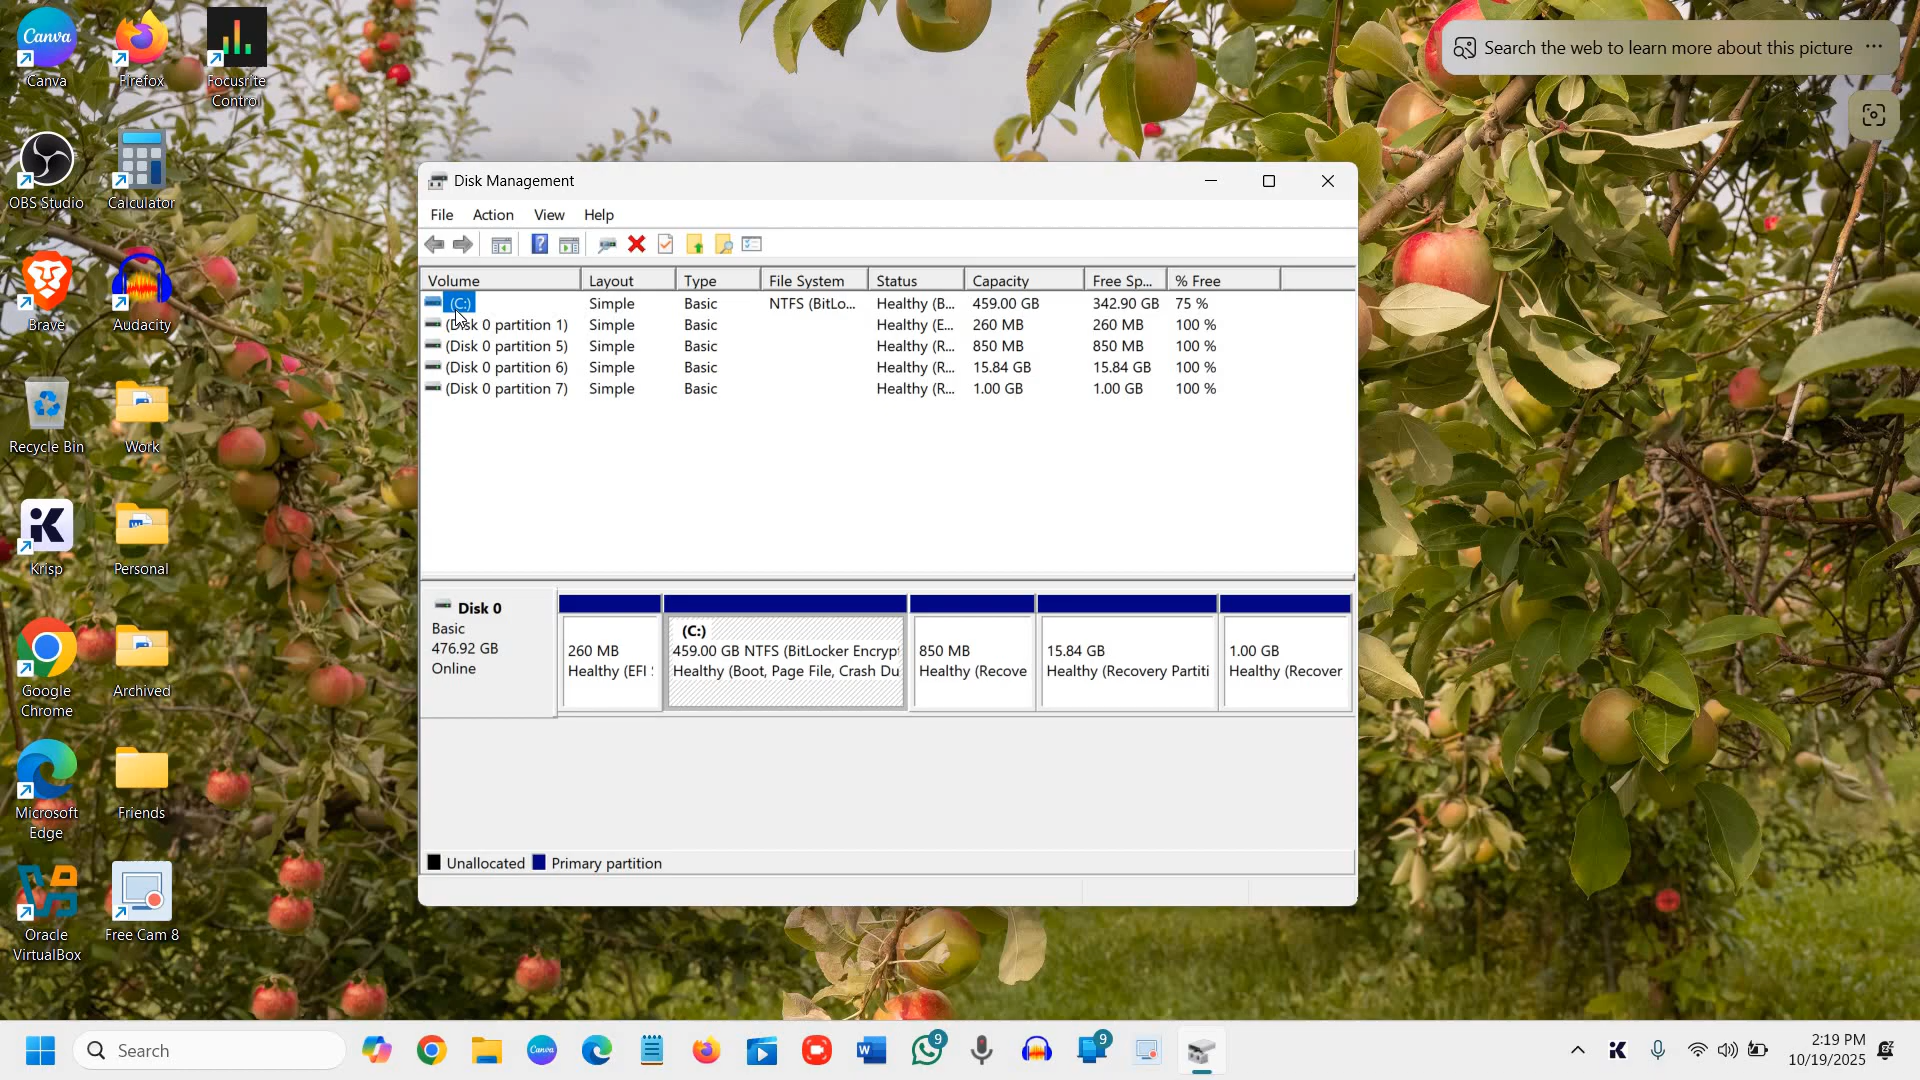 Canva
Firefox
Focusrite
Control
OBS Studio
Calculator
Brave
Audacity
Recycle Bin
Work
Krisp
Personal
Google
Chrome
Archived
Microsoft
Edge
Friends
Oracle
VirtualBox
Free Cam 8
Search the web to learn more about this picture
Disk Management
File Action View Help
Volume Layout Type File System Status Capacity Free Sp... % Free
(C:) Simple Basic NTFS (BitLo... Healthy (B... 459.00 GB 342.90 GB 75 %
(Disk 0 partition 1) Simple Basic Healthy (E... 260 MB 260 MB 100 %
(Disk 0 partition 5) Simple Basic Healthy (R... 850 MB 850 MB 100 %
(Disk 0 partition 6) Simple Basic Healthy (R... 15.84 GB 15.84 GB 100 %
(Disk 0 partition 7) Simple Basic Healthy (R... 1.00 GB 1.00 GB 100 %
Disk 0
Basic
476.92 GB
Online
260 MB
Healthy (EFI
(C:)
459.00 GB NTFS (BitLocker Encryp
Healthy (Boot, Page File, Crash Du
850 MB
Healthy (Recove
15.84 GB
Healthy (Recovery Partiti
1.00 GB
Healthy (Recover
Unallocated Primary partition
Search
Canva
9
9
2:19 PM
10/19/2025